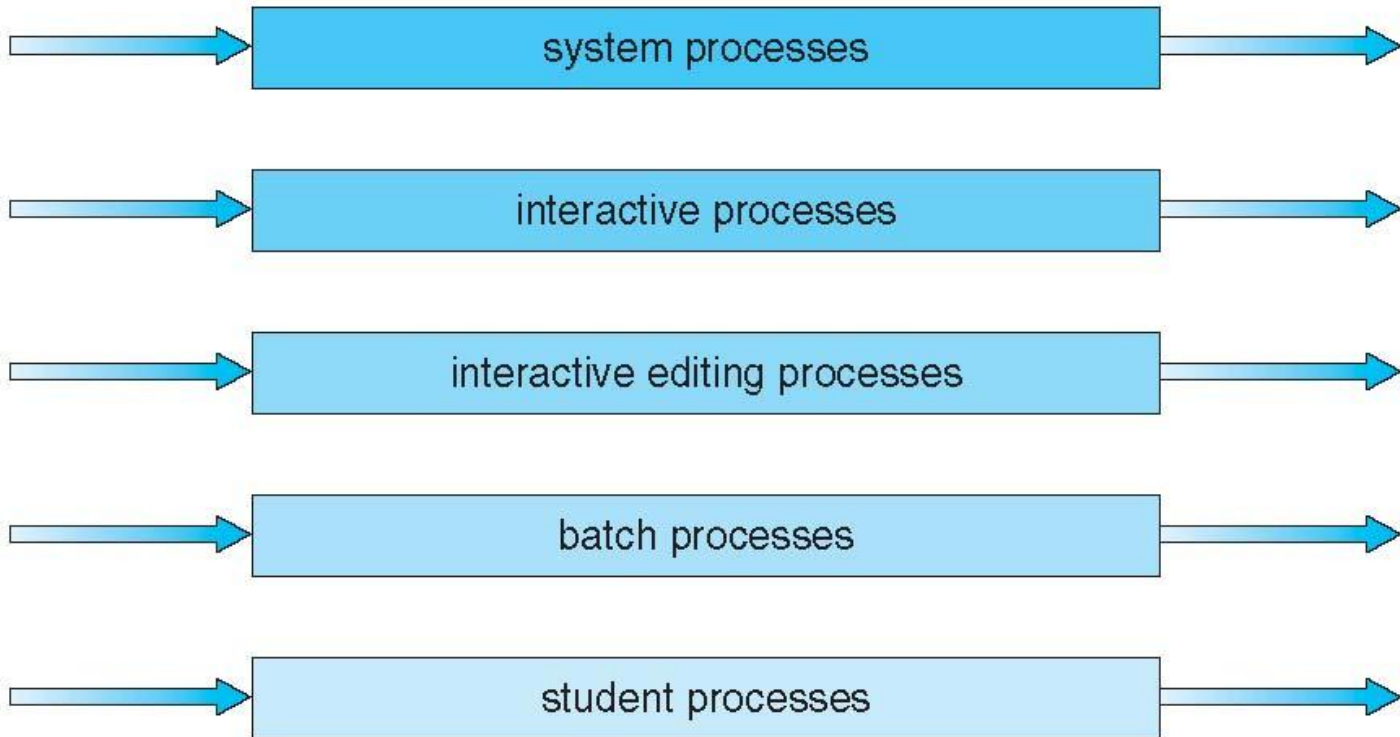 system processes
interactive processes
interactive editing processes
batch processes
student processes